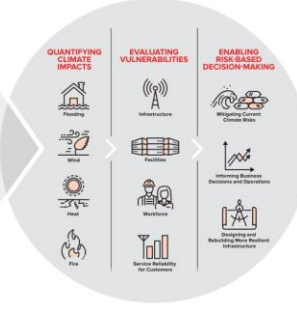 QUANTIFYING
CLIMATE
IMPACTS
Flooding
Wind
Heat
Fire
EVALUATING
VULNERABILITIES
Infrastructure
Facilities
Workforce
Service Reliability
for Customers
ENABLING
RISK-BASED
DECISION-MAKING
Mitigating Current
Climate Risks
Informing Business
Decisions and Operations
Designing and
Rebuilding More Resilient
Infrastructure